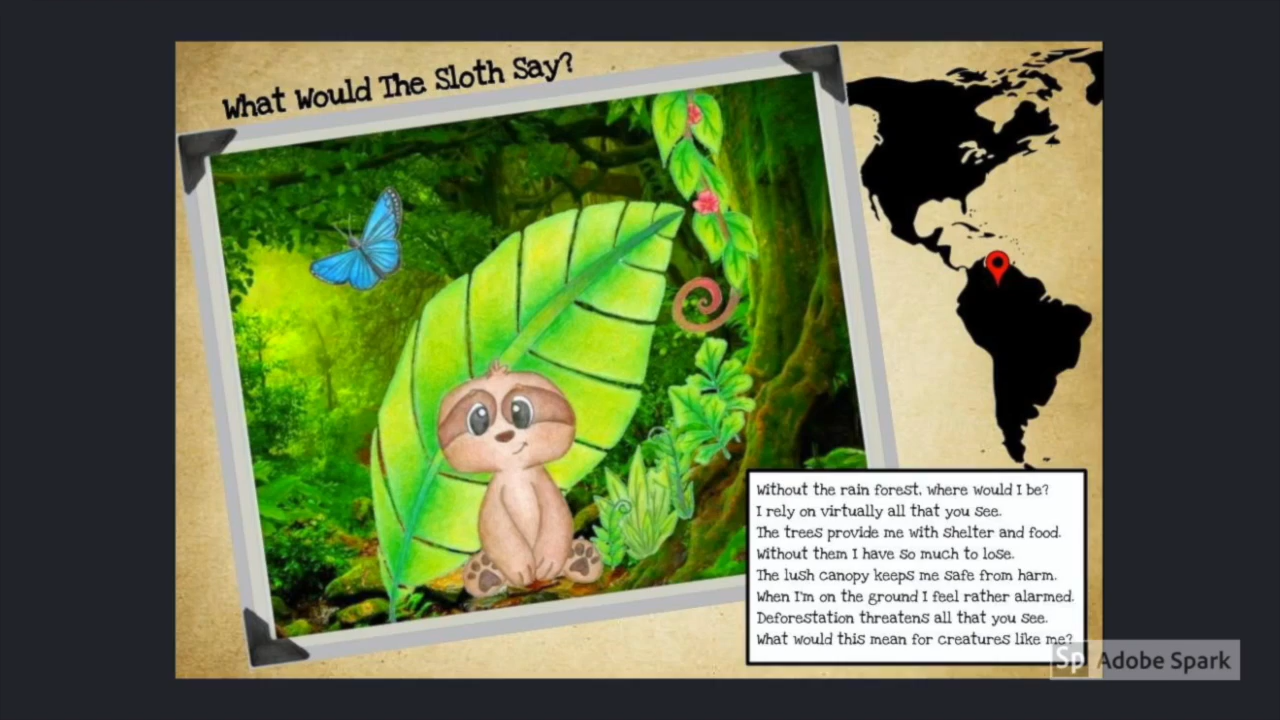 What Would The Sloth Say?
Without the rain forest, where would I be?
I rely on virtually all that you see.
The trees provide me with shelter and food.
Without them I have so much to lose.
The lush canopy keeps me safe from harm.
When I'm on the ground I feel rather alarmed.
Deforestation threatens all that you see.
What would this mean for creatures like me?
Sp Adobe Spark